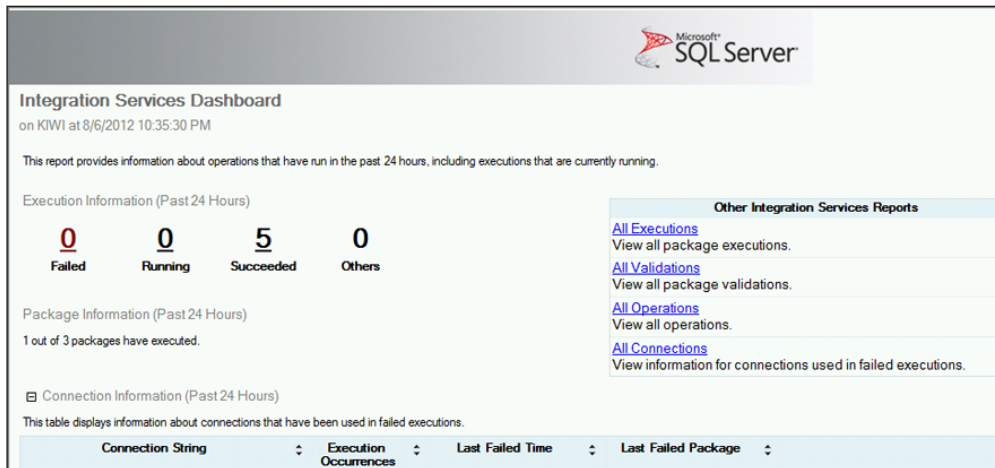 Microsoft®
SQL Server®
Integration Services Dashboard
on KIWI at 8/6/2012 10:35:30 PM
This report provides information about operations that have run in the past 24 hours, including executions that are currently running.
Execution Information (Past 24 Hours)
0 0 5 0
Failed Running Succeeded Others
Other Integration Services Reports
All Executions
View all package executions.
All Validations
View all package validations.
All Operations
View all operations.
All Connections
View information for connections used in failed executions.
Package Information (Past 24 Hours)
1 out of 3 packages have executed.
Connection Information (Past 24 Hours)
This table displays information about connections that have been used in failed executions.
Connection String Execution Last Failed Time Last Failed Package
Occurrences